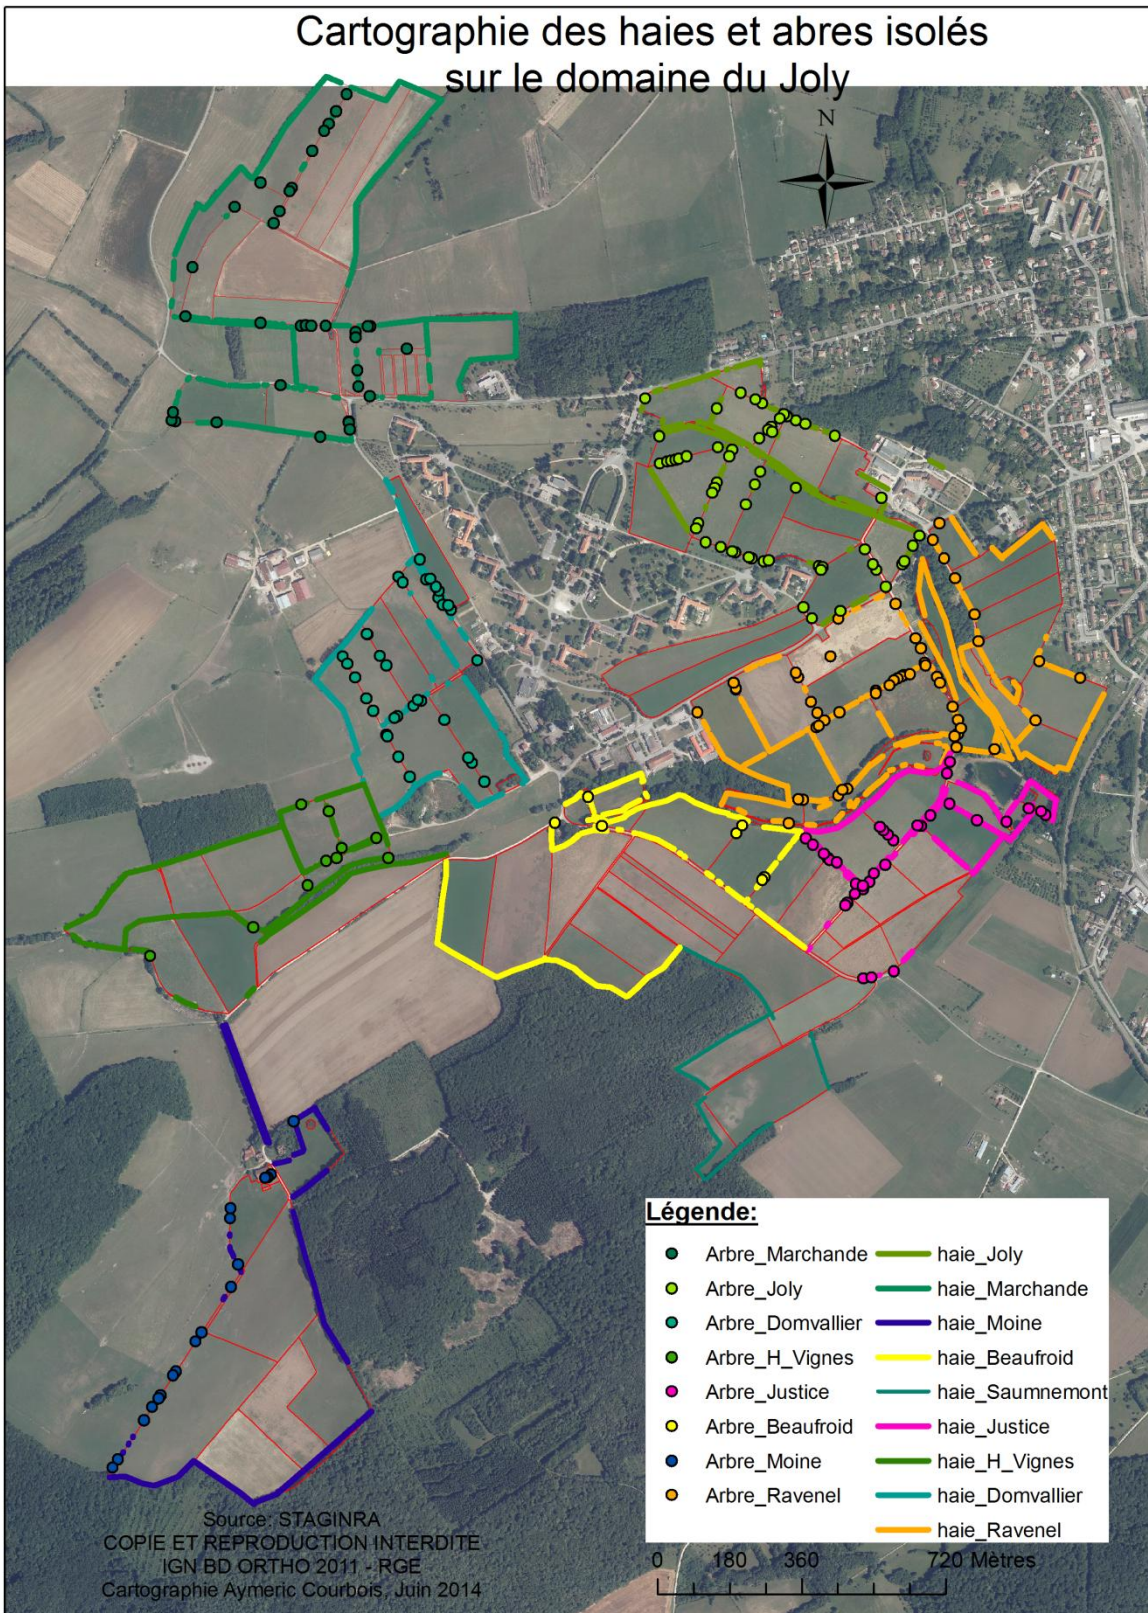 Cartographie des haies et abres isolés
sur le domaine du Joly
N
Légende:
Arbre_Marchande
Arbre_Joly
Arbre_Domvallier
Arbre_H_Vignes
Arbre_Justice
Arbre_Beaufroid
Arbre_Moine
Arbre_Ravenel
haie_Joly
haie_Marchande
haie_Moine
haie_Beaufroid
haie_Saumnemont
haie_Justice
haie_H_Vignes
haie_Domvallier
haie_Ravenel
0 180 360 720 Mètres
Source: STAGINRA
COPIE ET REPRODUCTION INTERDITE
IGN BD ORTHO 2011 - RGE
Cartographie Aymeric Courbois, Juin 2014